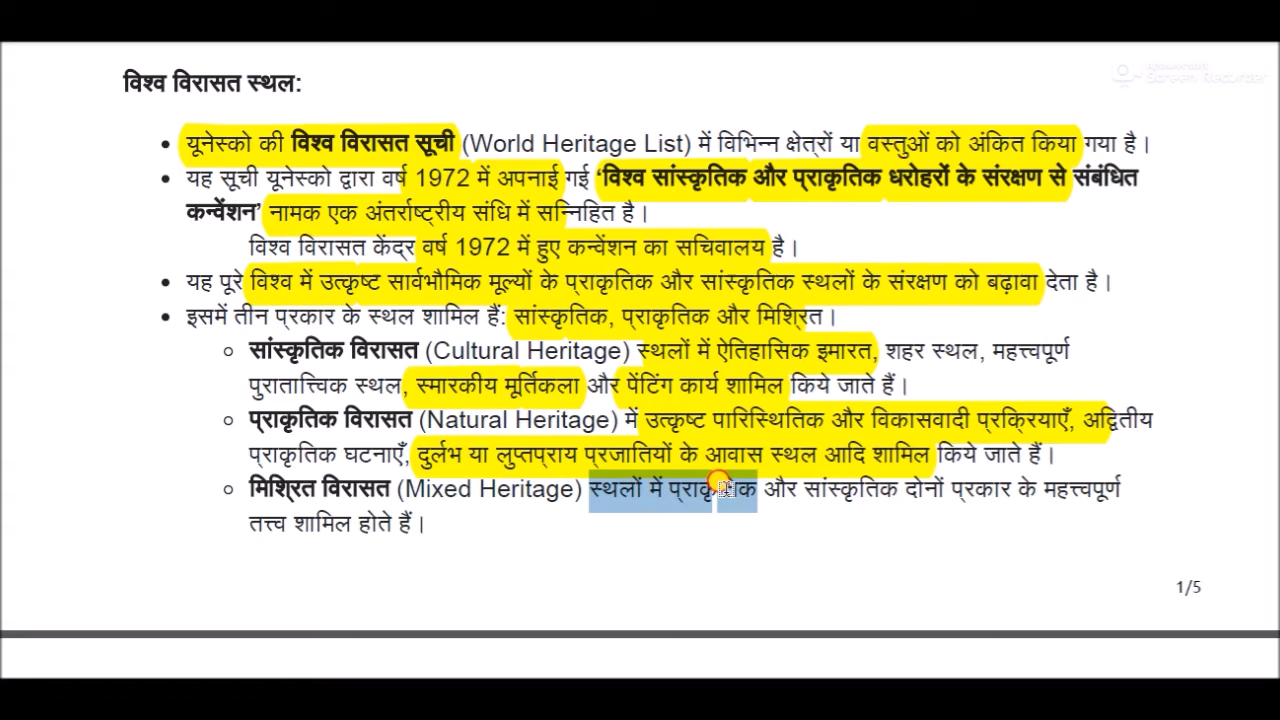 विश्व विरासत स्थल:
• यूनेस्को की विश्व विरासत सूची (World Heritage List) में विभिन्न क्षेत्रों या वस्तुओं को अंकित किया गया है।
• यह सूची यूनेस्को द्वारा वर्ष 1972 में अपनाई गई ‘विश्व सांस्कृतिक और प्राकृतिक धरोहरों के संरक्षण से संबंधित
कन्वेंशन’ नामक एक अंतर्राष्ट्रीय संधि में सन्निहित है।
विश्व विरासत केंद्र वर्ष 1972 में हुए कन्वेंशन का सचिवालय है।
• यह पूरे विश्व में उत्कृष्ट सार्वभौमिक मूल्यों के प्राकृतिक और सांस्कृतिक स्थलों के संरक्षण को बढ़ावा देता है।
• इसमें तीन प्रकार के स्थल शामिल हैं: सांस्कृतिक, प्राकृतिक और मिश्रित।
○ सांस्कृतिक विरासत (Cultural Heritage) स्थलों में ऐतिहासिक इमारत, शहर स्थल, महत्त्वपूर्ण
पुरातात्त्विक स्थल, स्मारकीय मूर्तिकला और पेंटिंग कार्य शामिल किये जाते हैं।
○ प्राकृतिक विरासत (Natural Heritage) में उत्कृष्ट पारिस्थितिक और विकासवादी प्रक्रियाएँ, अद्वितीय
प्राकृतिक घटनाएँ, दुर्लभ या लुप्तप्राय प्रजातियों के आवास स्थल आदि शामिल किये जाते हैं।
○ मिश्रित विरासत (Mixed Heritage) स्थलों में प्राकृतिक और सांस्कृतिक दोनों प्रकार के महत्त्वपूर्ण
तत्त्व शामिल होते हैं।
1/5
Screen Recorder